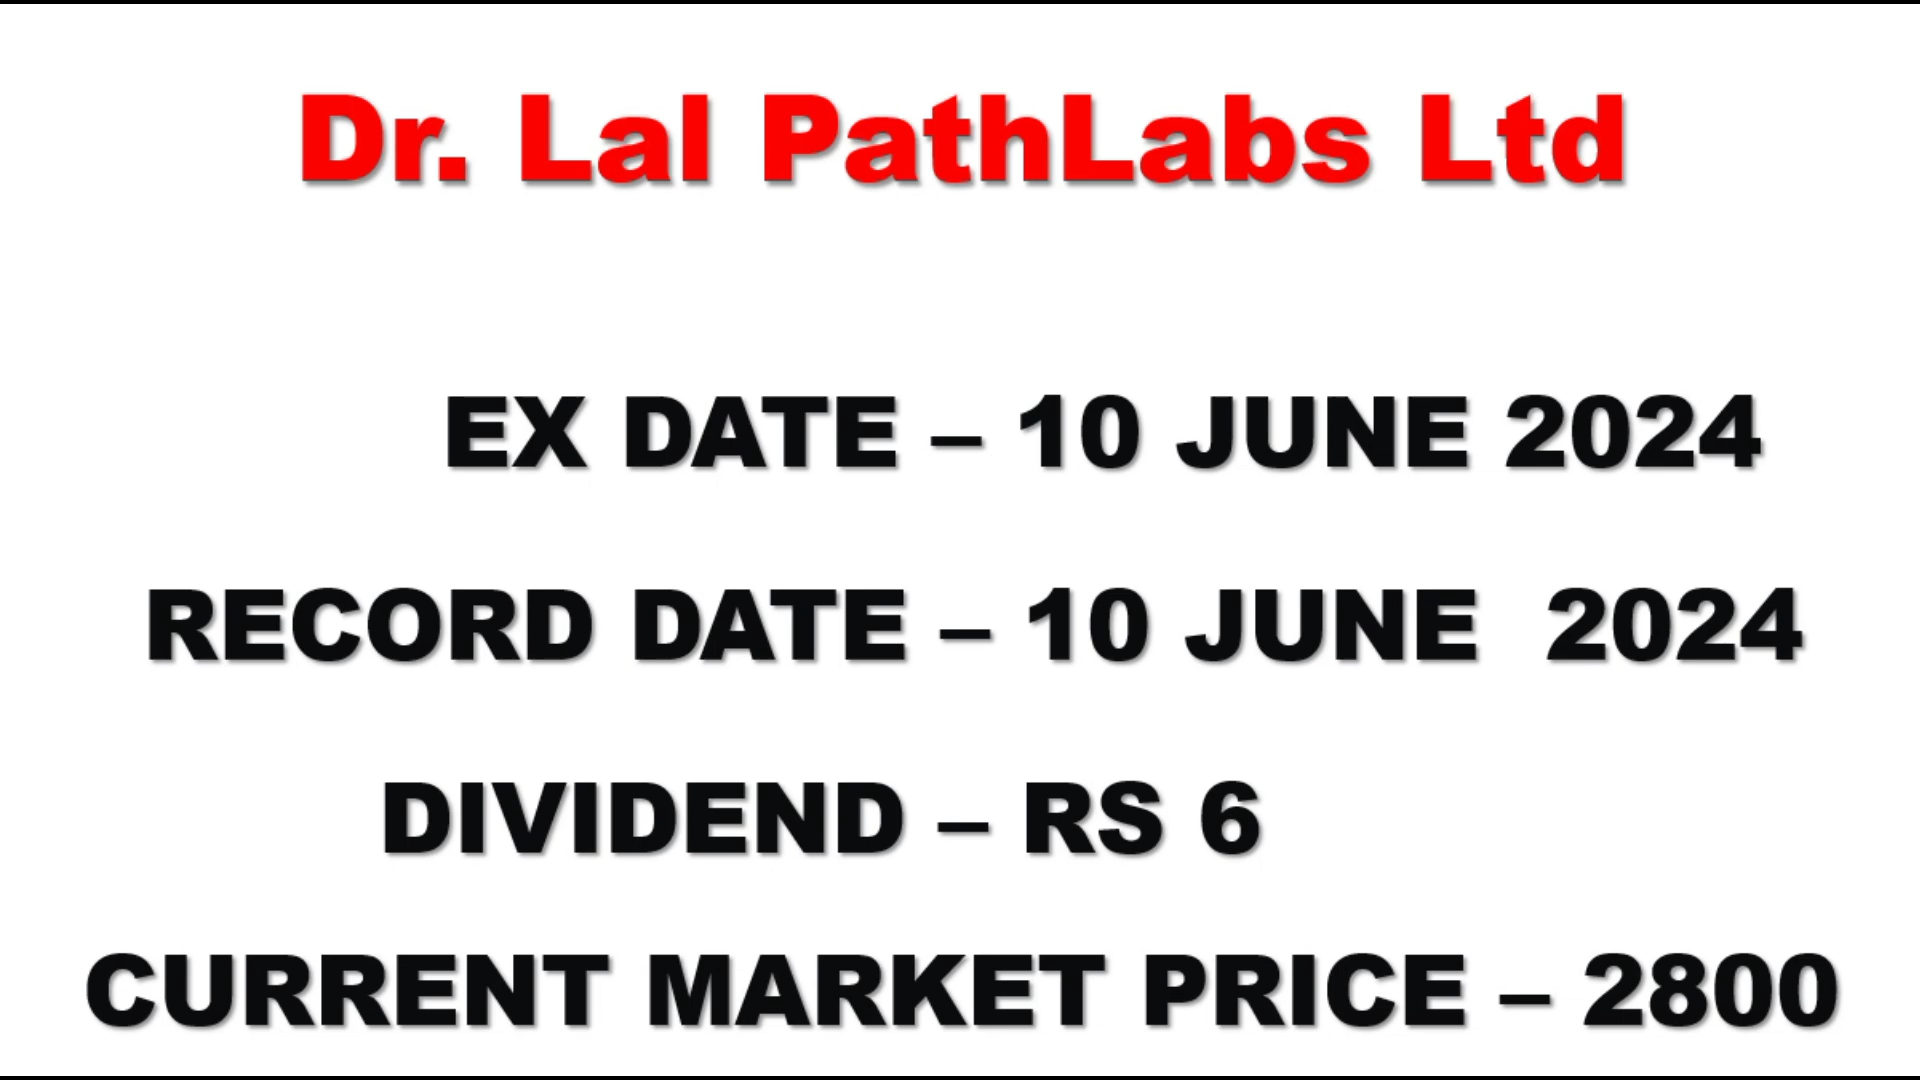 Dr. Lal PathLabs Ltd
EX DATE – 10 JUNE 2024
RECORD DATE – 10 JUNE  2024
DIVIDEND – RS 6
CURRENT MARKET PRICE – 2800